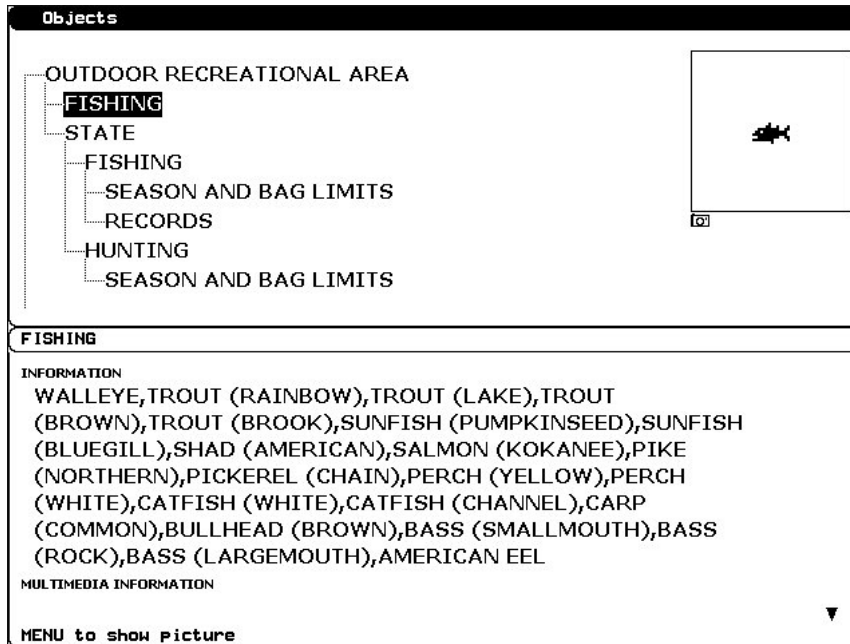 Objects
OUTDOOR RECREATIONAL AREA
FISHING
STATE
FISHING
SEASON AND BAG LIMITS
RECORDS
HUNTING
SEASON AND BAG LIMITS
FISHING
INFORMATION
WALLEYE,TROUT (RAINBOW),TROUT (LAKE),TROUT
(BROWN),TROUT (BROOK),SUNFISH (PUMPKINSEED),SUNFISH
(BLUEGILL),SHAD (AMERICAN),SALMON (KOKANEE),PIKE
(NORTHERN),PICKEREL (CHAIN),PERCH (YELLOW),PERCH
(WHITE),CATFISH (WHITE),CATFISH (CHANNEL),CARP
(COMMON),BULLHEAD (BROWN),BASS (SMALLMOUTH),BASS
(ROCK),BASS (LARGEMOUTH),AMERICAN EEL
MULTIMEDIA INFORMATION
MENU to show picture